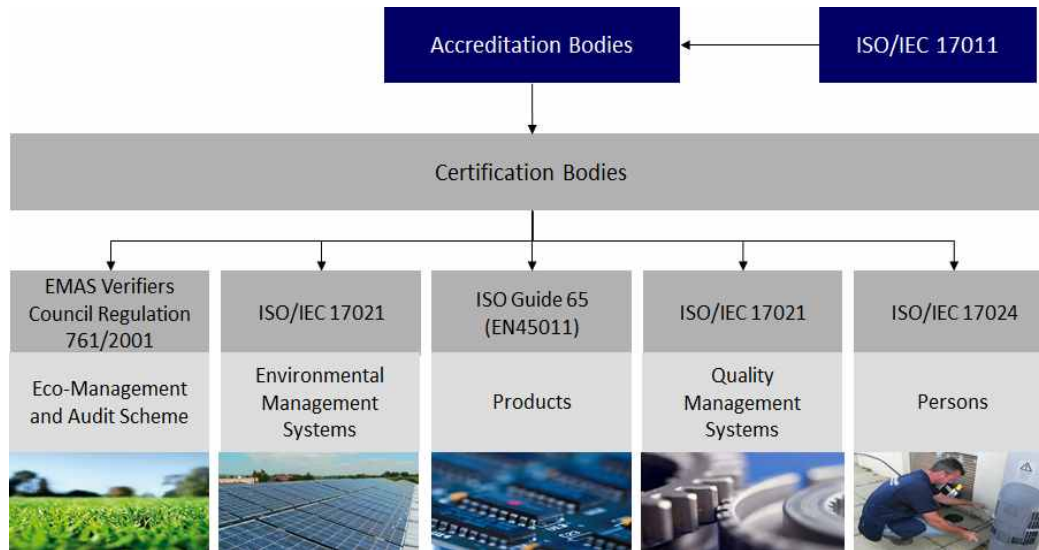 Accreditation Bodies
ISO/IEC 17011
Certification Bodies
EMAS Verifiers
Council Regulation
761/2001
ISO/IEC 17021
ISO Guide 65
(EN45011)
ISO/IEC 17021
ISO/IEC 17024
Eco-Management
and Audit Scheme
Environmental
Management
Systems
Products
Quality
Management
Systems
Persons